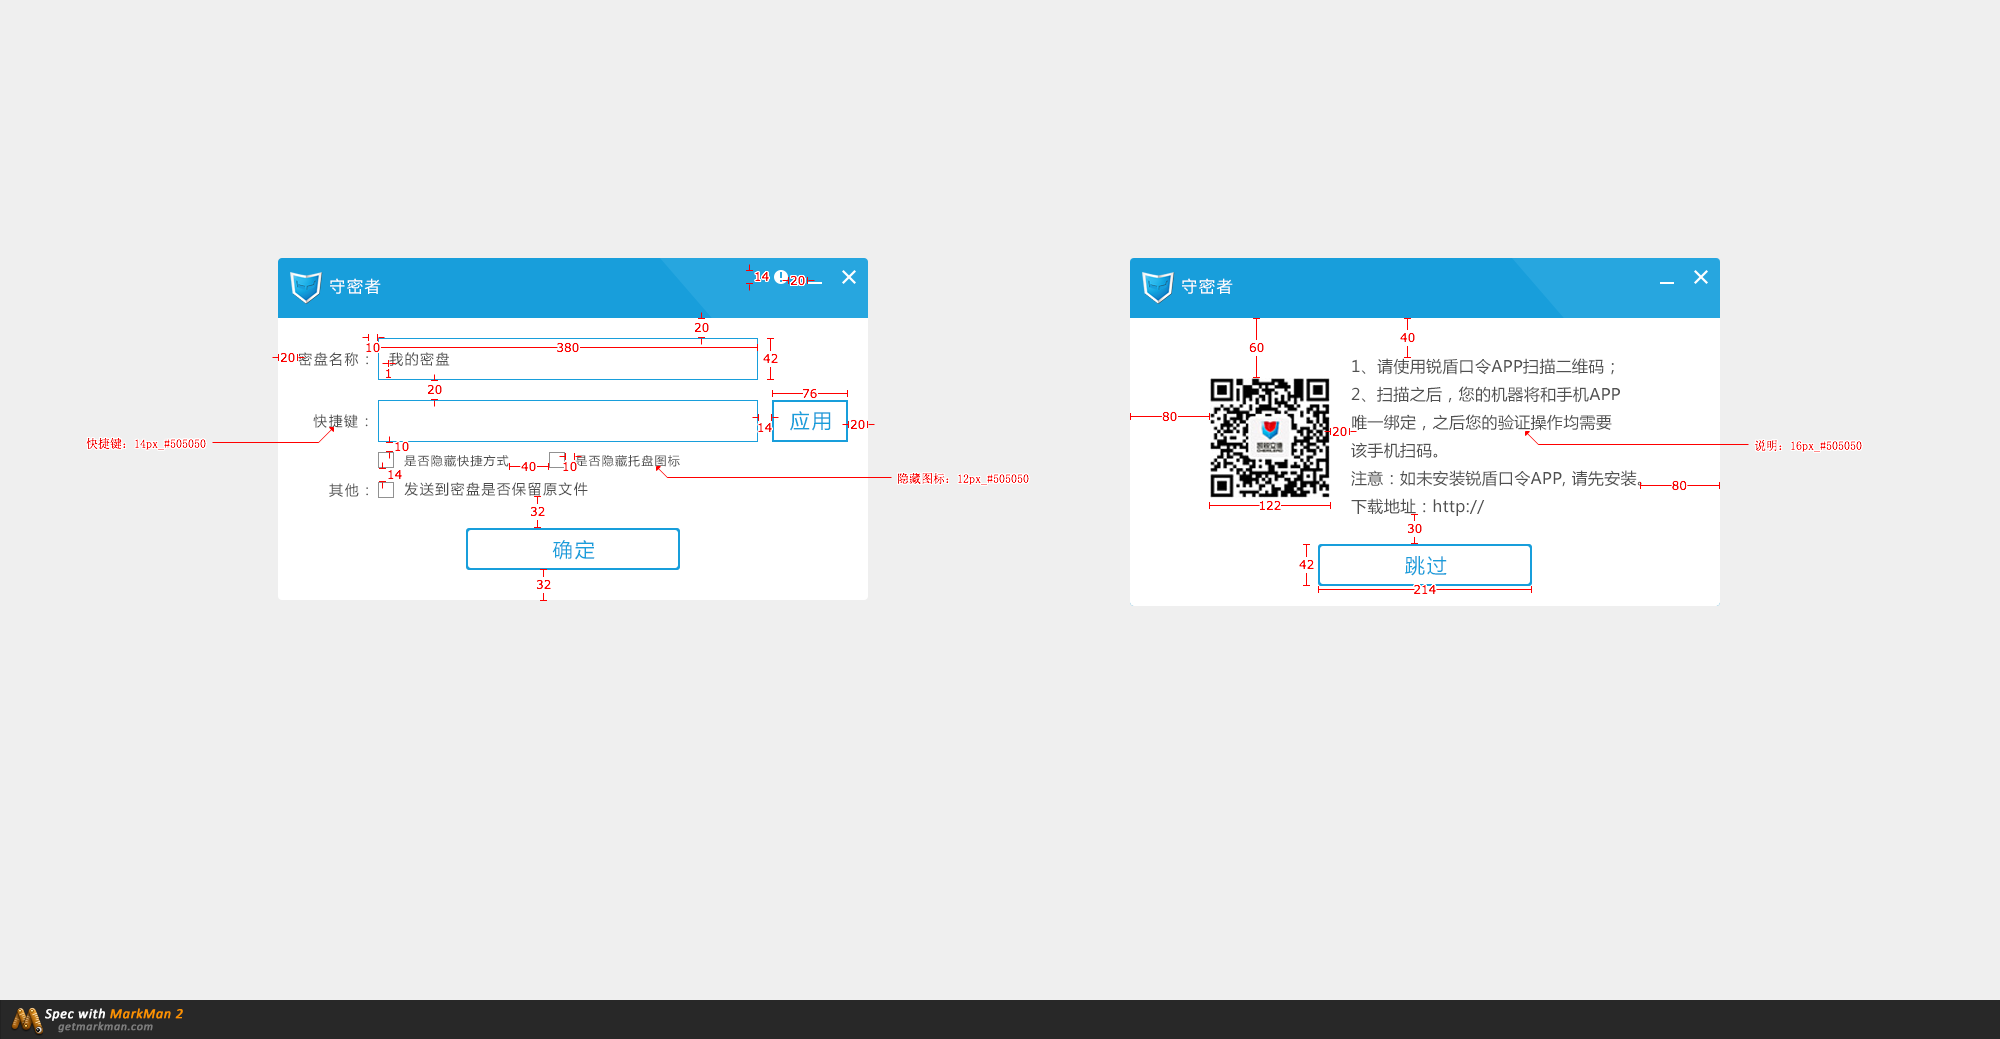 守密者
14
20
20
10
380
42
20
密盘名称：
我的密盘
1
20
76
快捷键：
应用
14
20
快捷键: 14px_#505050
10
是否隐藏快捷方式
40
10
是否隐藏托盘图标
隐藏图标: 12px_#505050
14
其他：
发送到密盘是否保留原文件
32
确定
32
守密者
60
40
1、请使用锐盾口令APP扫描二维码；
2、扫描之后，您的机器将和手机APP
唯一绑定，之后您的验证操作均需要
该手机扫码。
注意：如未安装锐盾口令APP, 请先安装。
下载地址：http://
80
20
说明: 16px_#505050
80
122
30
42
跳过
214
Spec with MarkMan 2
getmarkman.com